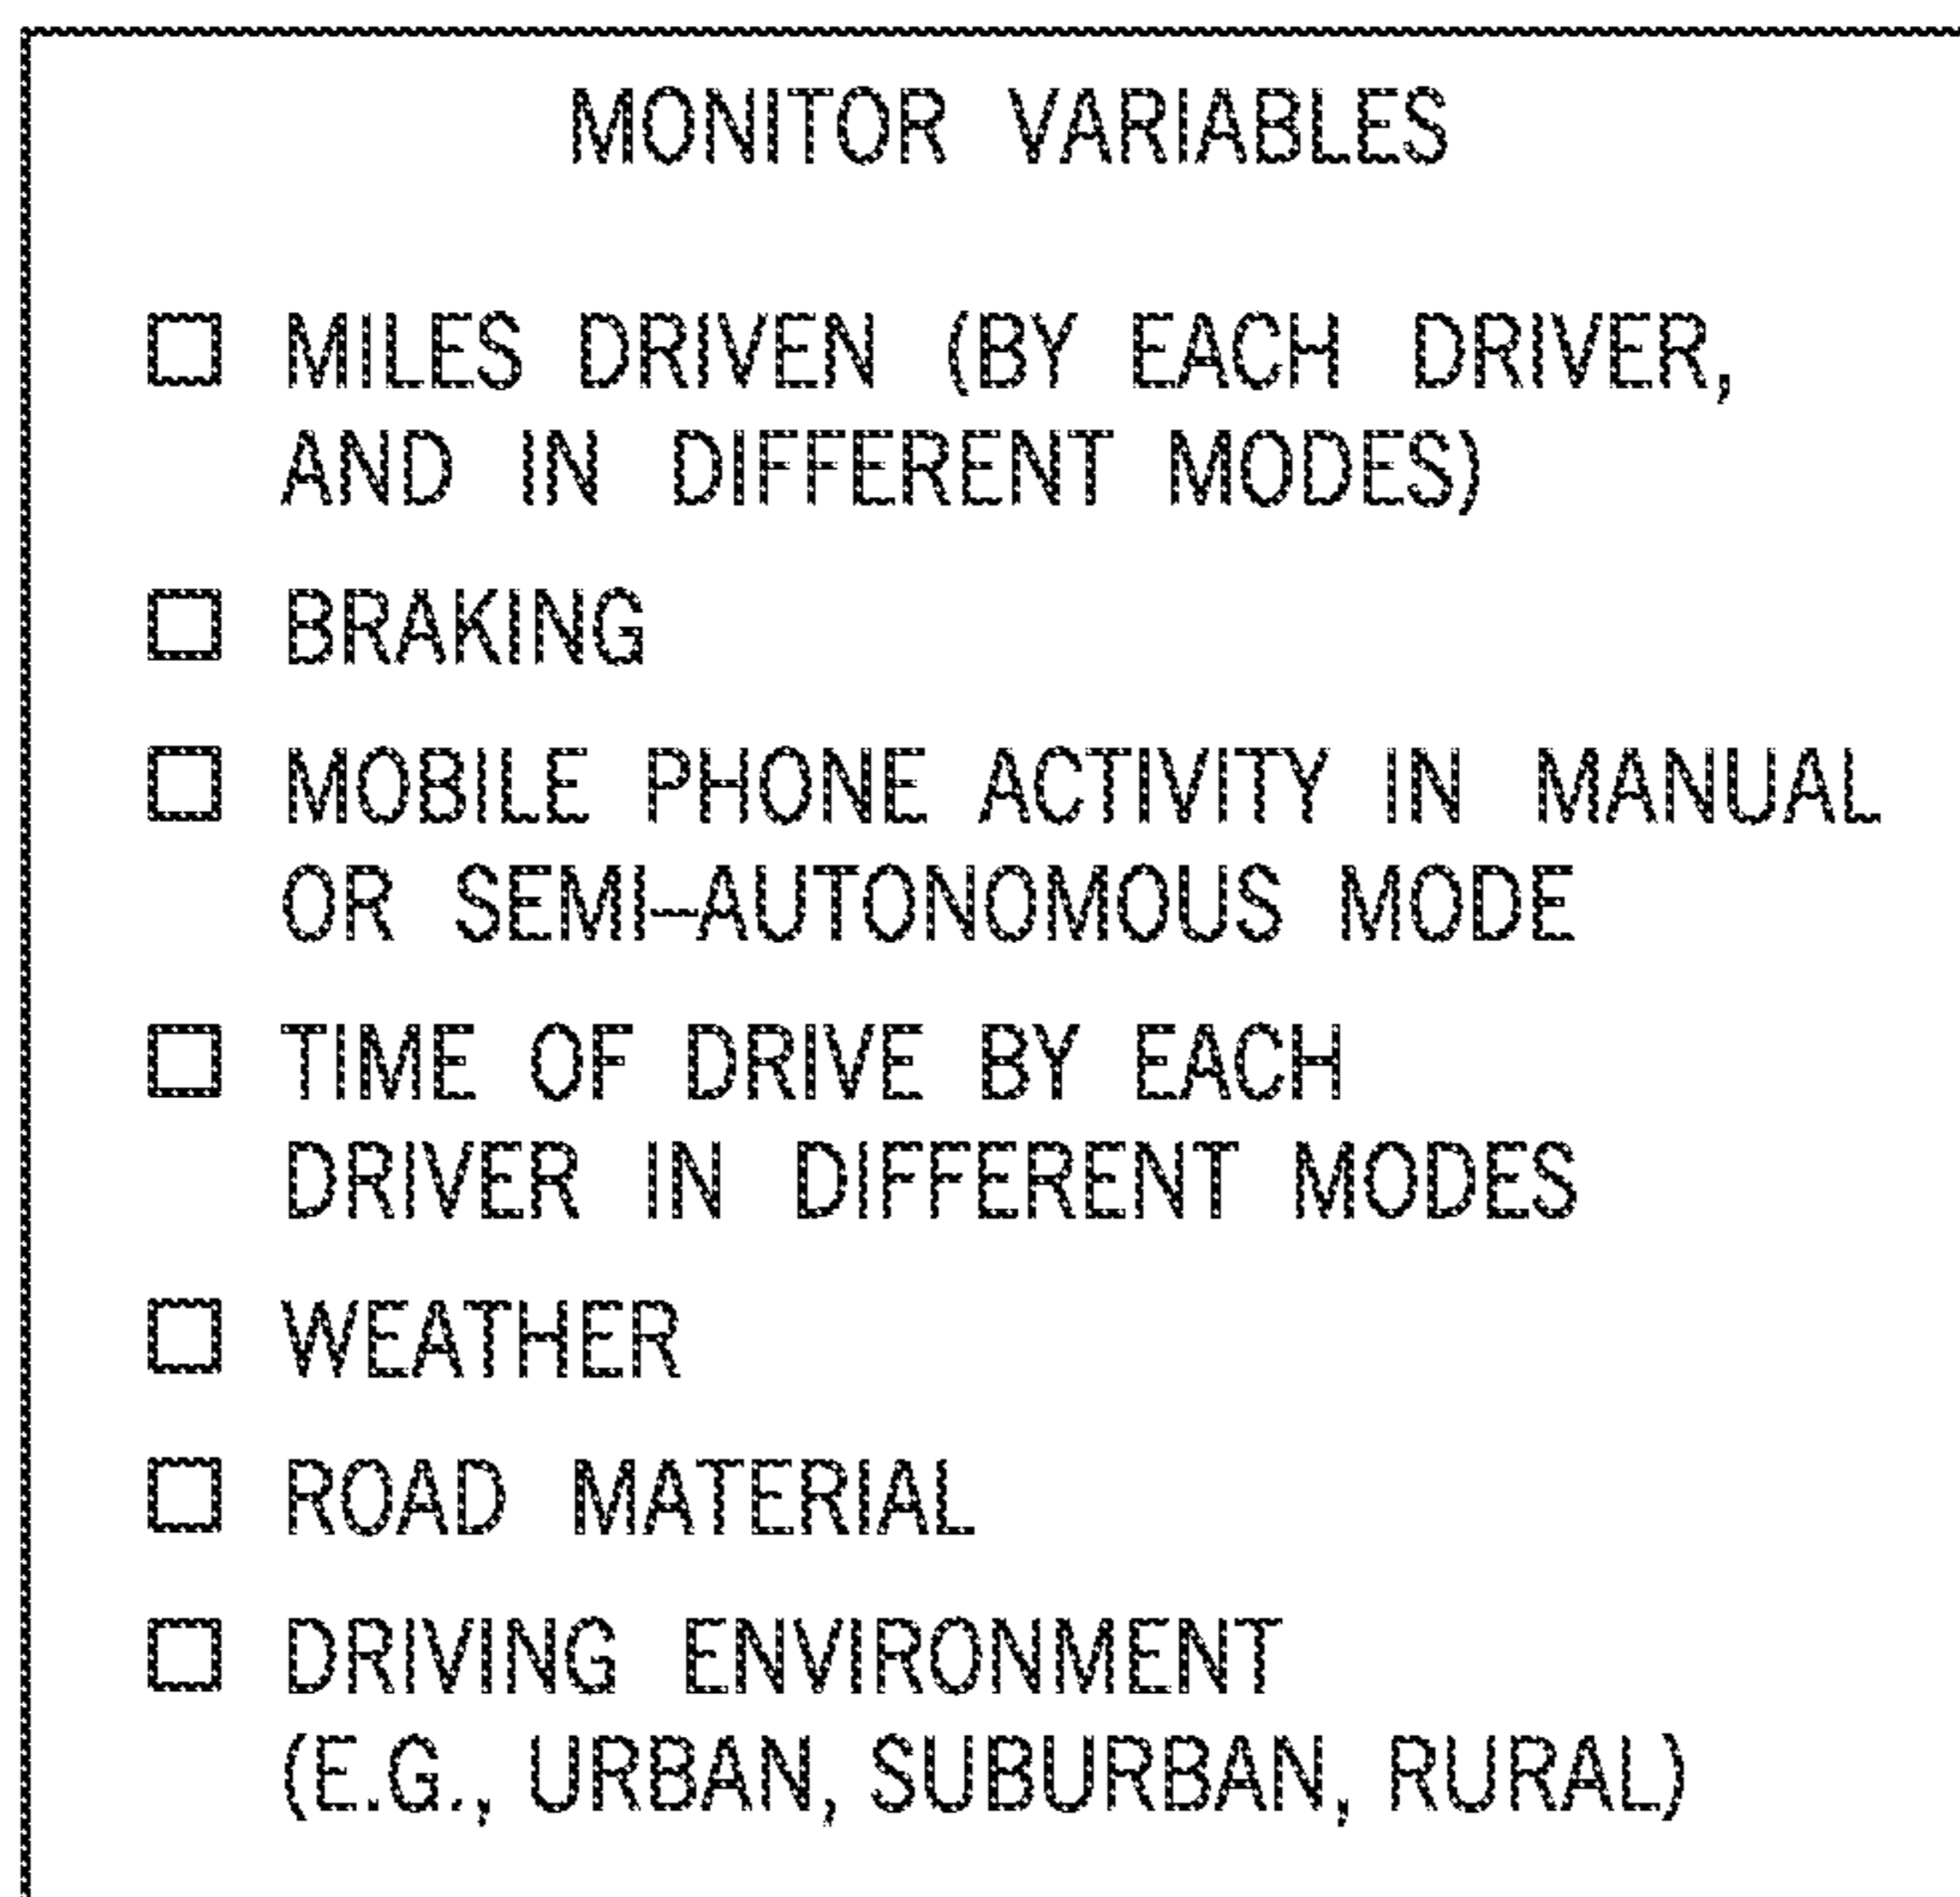 MONITOR VARIABLES
□ MILES DRIVEN (BY EACH DRIVER,
AND IN DIFFERENT MODES)
□ BRAKING
□ MOBILE PHONE ACTIVITY IN MANUAL
OR SEMI-AUTONOMOUS MODE
□ TIME OF DRIVE BY EACH
DRIVER IN DIFFERENT MODES
□ WEATHER
□ ROAD MATERIAL
□ DRIVING ENVIRONMENT
(E.G., URBAN, SUBURBAN, RURAL)